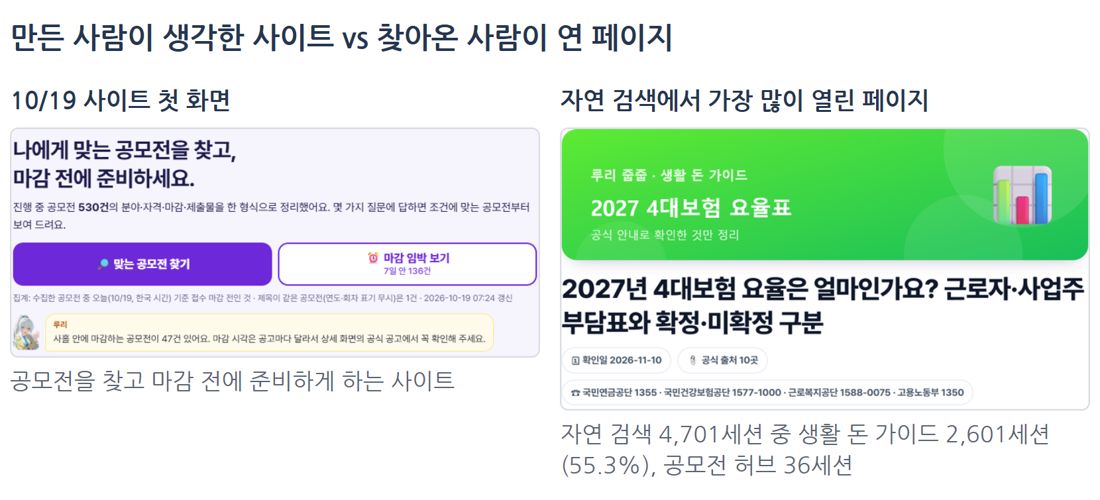 만든 사람이 생각한 사이트 vs 찾아온 사람이 연 페이지
10/19 사이트 첫 화면
나에게 맞는 공모전을 찾고,
마감 전에 준비하세요.
진행 중 공모전 530건의 분야·자격·마감·제출물을 한 형식으로 정리했어요. 몇 가지 질문에 답하면 조건에 맞는 공모전부터
보여 드려요.
맞는 공모전 찾기
마감 임박 보기
7일 안 136건
집계: 수집한 공모전 중 오늘(10/19, 한국 시간) 기준 접수 마감 전인 것 · 제목이 같은 공모전(연도·회차 표기 무시)은 1건 · 2026-10-19 07:24 갱신
루리
사흘 안에 마감하는 공모전이 47건 있어요. 마감 시각은 공고마다 달라서 상세 화면의 공식 공고에서 꼭 확인해 주세요.
공모전을 찾고 마감 전에 준비하게 하는 사이트
자연 검색에서 가장 많이 열린 페이지
루리 줄줄 · 생활 돈 가이드
2027 4대보험 요율표
공식 안내로 확인한 것만 정리
2027년 4대보험 요율은 얼마인가요? 근로자·사업주
부담표와 확정·미확정 구분
확인일 2026-11-10
공식 출처 10곳
국민연금공단 1355 · 국민건강보험공단 1577-1000 · 근로복지공단 1588-0075 · 고용노동부 1350
자연 검색 4,701세션 중 생활 돈 가이드 2,601세션
(55.3%), 공모전 허브 36세션